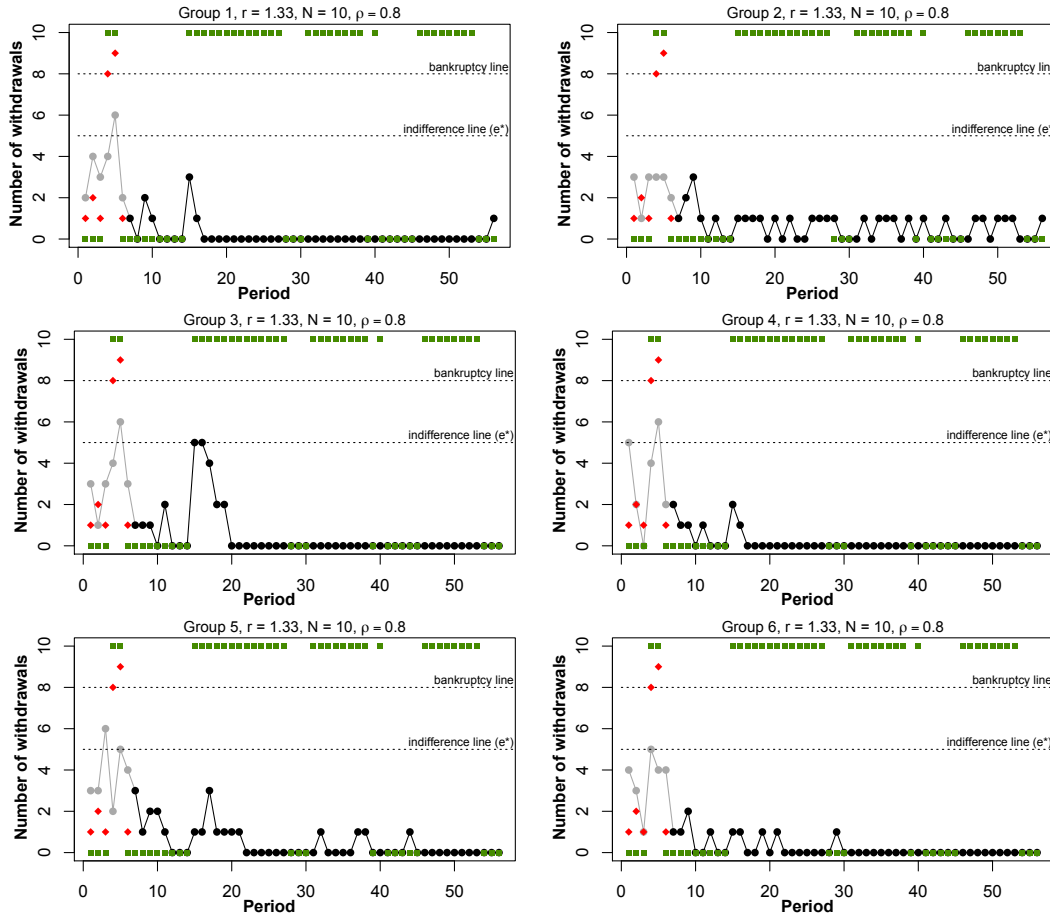 Group 1, r = 1.33, N = 10, ρ = 0.8
Number of withdrawals
10
8
6
4
2
0
bankruptcy line
indifference line (e*)
0
10
20
30
40
50
Period
Group 2, r = 1.33, N = 10, ρ = 0.8
Number of withdrawals
10
8
6
4
2
0
bankruptcy line
indifference line (e*)
0
10
20
30
40
50
Period
Group 3, r = 1.33, N = 10, ρ = 0.8
Number of withdrawals
10
8
6
4
2
0
bankruptcy line
indifference line (e*)
0
10
20
30
40
50
Period
Group 4, r = 1.33, N = 10, ρ = 0.8
Number of withdrawals
10
8
6
4
2
0
bankruptcy line
indifference line (e*)
0
10
20
30
40
50
Period
Group 5, r = 1.33, N = 10, ρ = 0.8
Number of withdrawals
10
8
6
4
2
0
bankruptcy line
indifference line (e*)
0
10
20
30
40
50
Period
Group 6, r = 1.33, N = 10, ρ = 0.8
Number of withdrawals
10
8
6
4
2
0
bankruptcy line
indifference line (e*)
0
10
20
30
40
50
Period